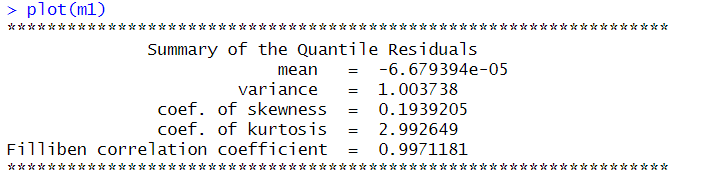 > plot(m1)
******************************************************************
Summary of the Quantile Residuals
mean = -6.679394e-05
variance = 1.003738
coef. of skewness = 0.1939205
coef. of kurtosis = 2.992649
Filliben correlation coefficient = 0.9971181
******************************************************************